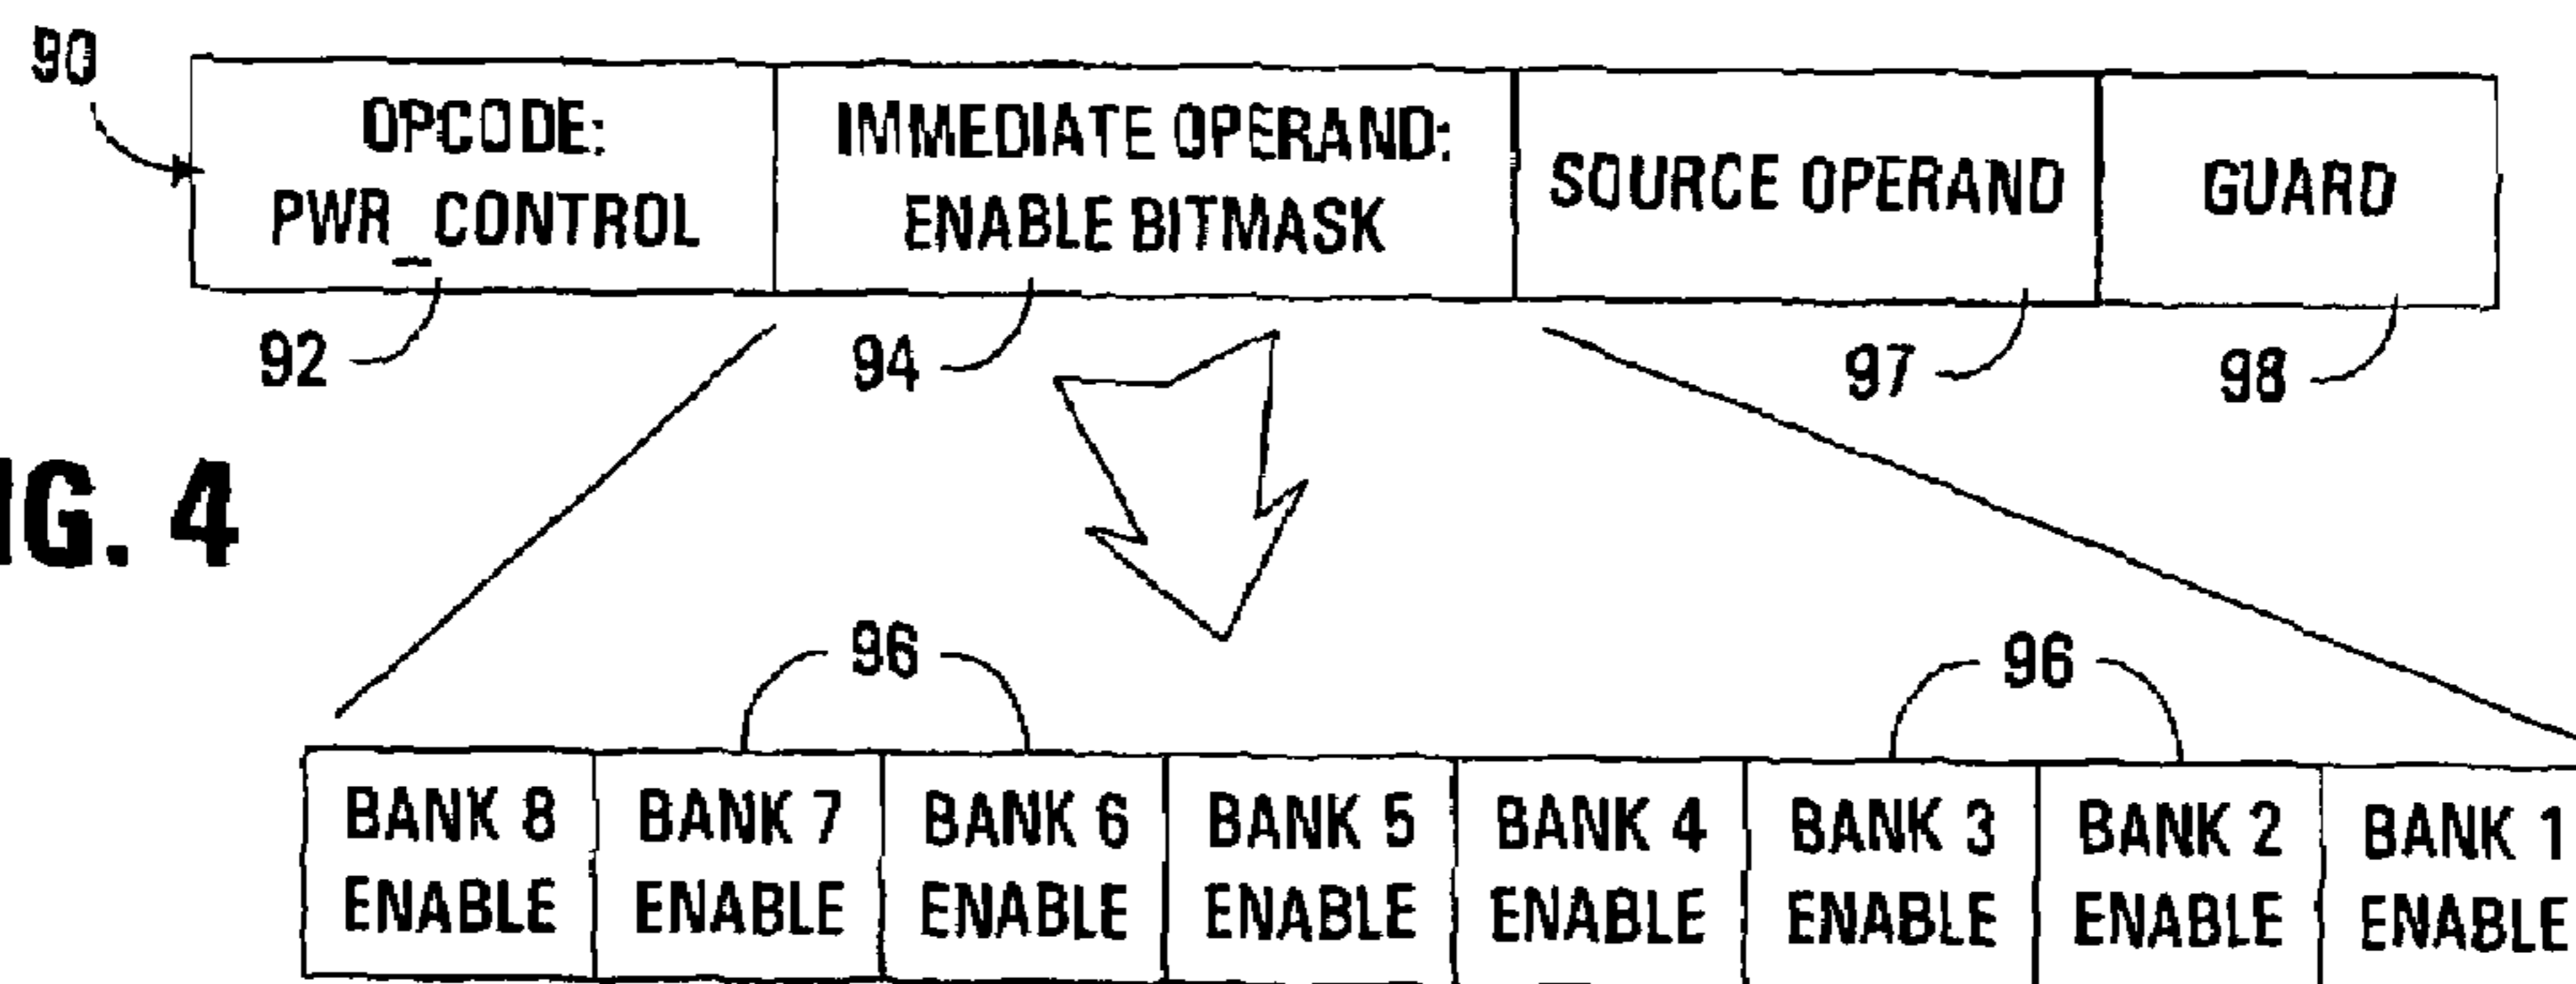 90
OPCODE:
PWR_CONTROL
IMMEDIATE OPERAND:
ENABLE BITMASK
SOURCE OPERAND
GUARD
92
94
97
98
IG. 4
96
96
BANK 8
ENABLE
BANK 7
ENABLE
BANK 6
ENABLE
BANK 5
ENABLE
BANK 4
ENABLE
BANK 3
ENABLE
BANK 2
ENABLE
BANK 1
ENABLE